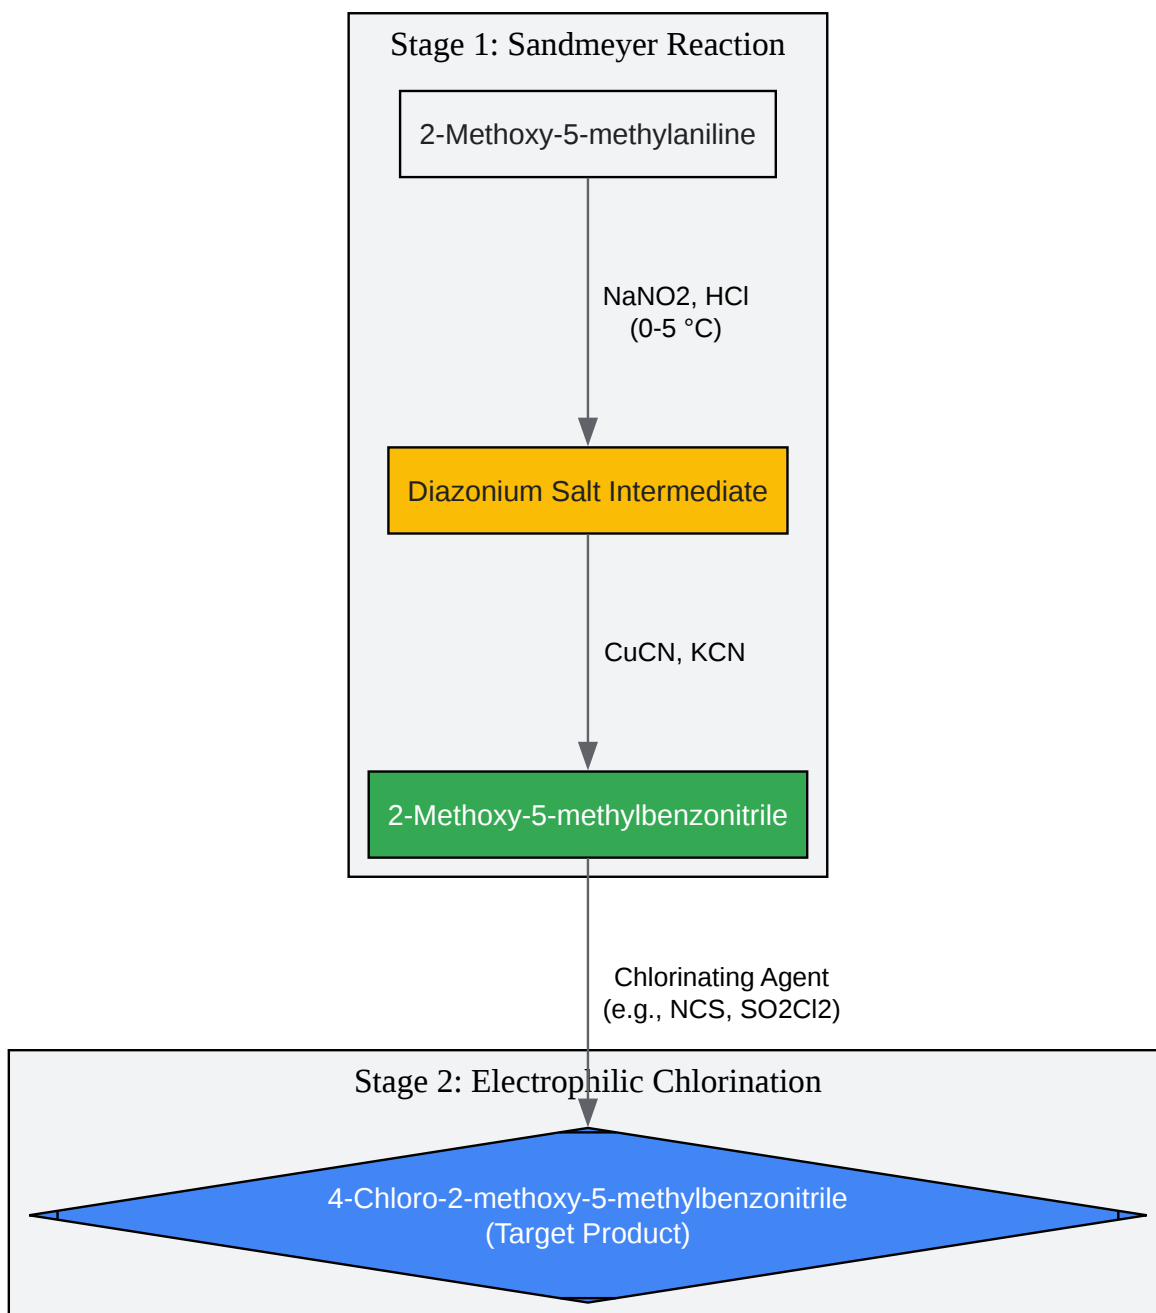 Stage 1: Sandmeyer Reaction
2-Methoxy-5-methylaniline
NaNO2, HCl
(0-5 °C)
Diazonium Salt Intermediate
CuCN, KCN
2-Methoxy-5-methylbenzonitrile
Chlorinating Agent
(e.g., NCS, SO2Cl2)
Stage 2: Electrophilic Chlorination
4-Chloro-2-methoxy-5-methylbenzonitrile
(Target Product)